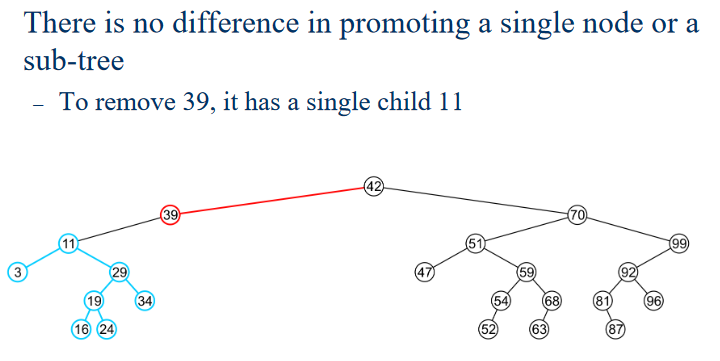 There is no difference in promoting a single node or a
sub-tree
– To remove 39, it has a single child 11
42
39 70
11 51 99
3 29 47 59 92
19 34 54 68 81 96
16 24 52 63 87